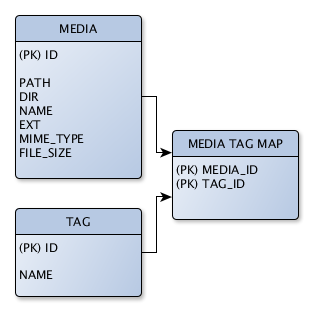 MEDIA
(PK) ID
PATH
DIR
NAME
EXT
MIME_TYPE
FILE_SIZE
MEDIA TAG MAP
(PK) MEDIA_ID
(PK) TAG_ID
TAG
(PK) ID
NAME